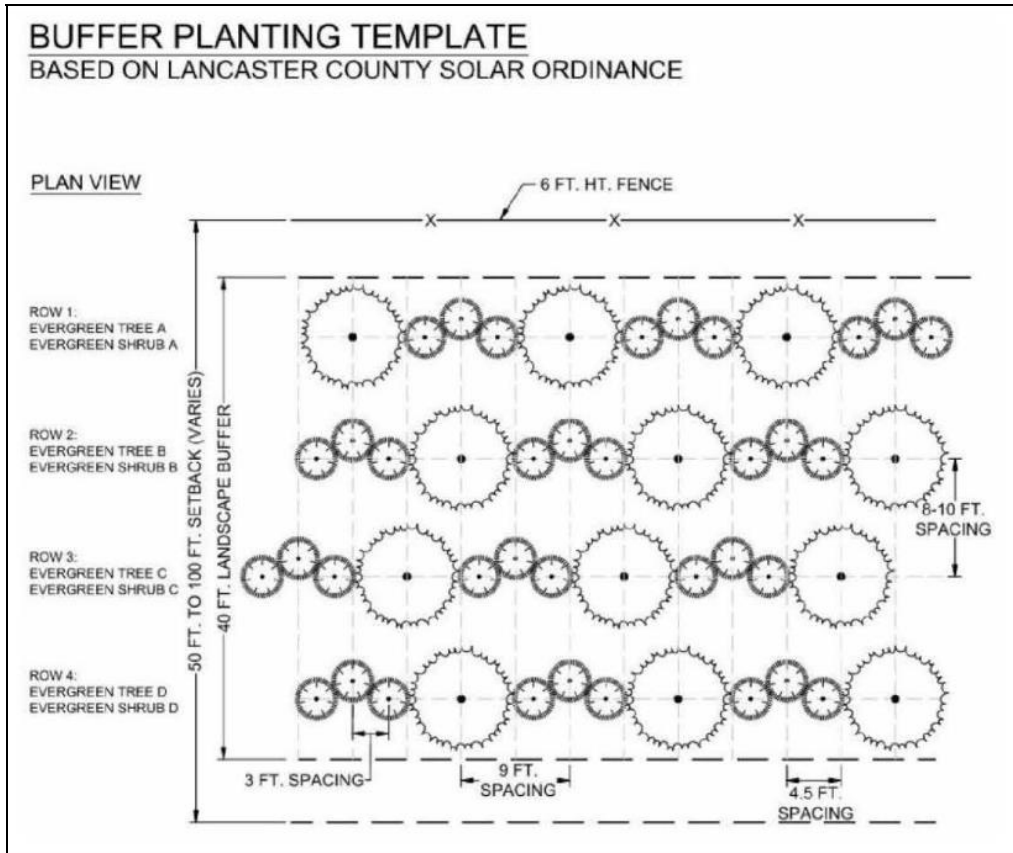 BUFFER PLANTING TEMPLATE
BASED ON LANCASTER COUNTY SOLAR ORDINANCE
PLAN VIEW
6 FT. HT. FENCE
X X X
ROW 1:
EVERGREEN TREE A
EVERGREEN SHRUB A
ROW 2:
EVERGREEN TREE B
EVERGREEN SHRUB B
ROW 3:
EVERGREEN TREE C
EVERGREEN SHRUB C
ROW 4:
EVERGREEN TREE D
EVERGREEN SHRUB D
50 FT. TO 100 FT. SETBACK (VARIES)
40 FT. LANDSCAPE BUFFER
8-10 FT.
SPACING
3 FT. SPACING
9 FT.
SPACING
4.5 FT.
SPACING